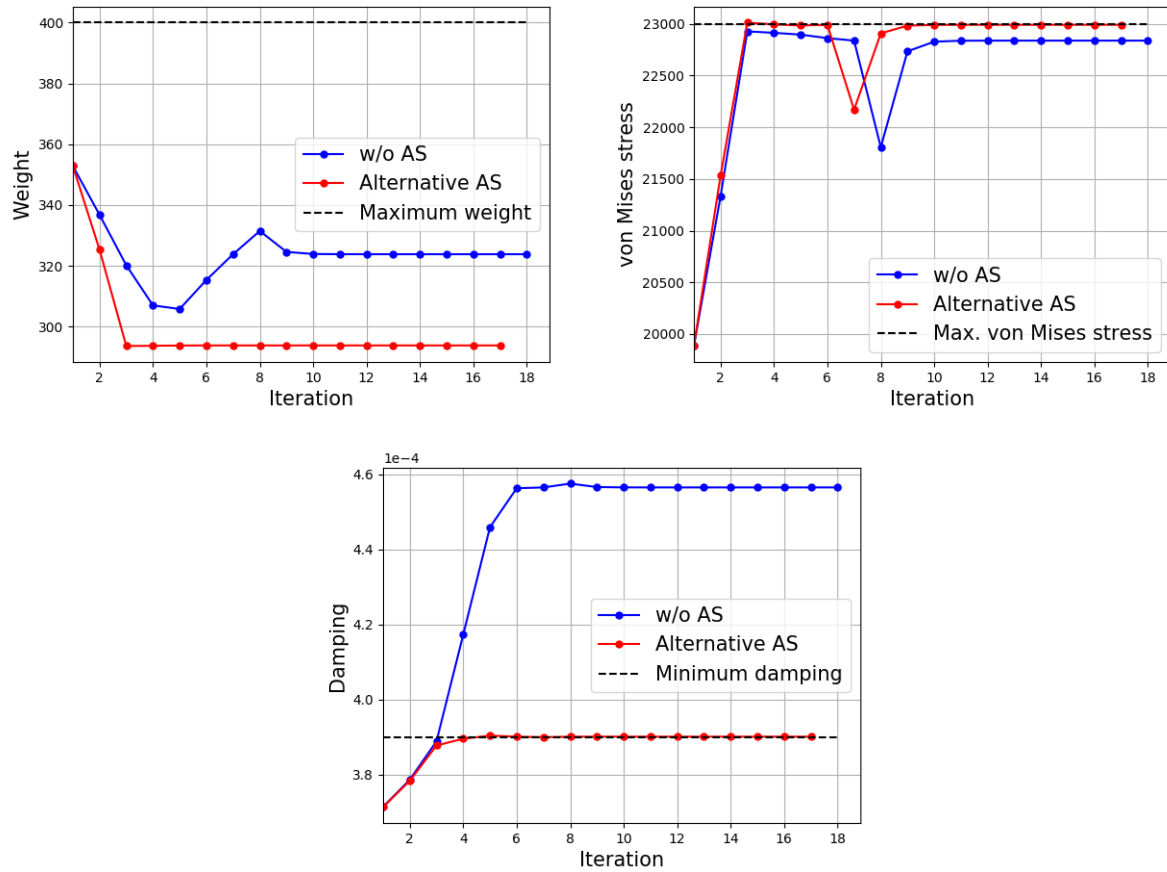 400
380
360
340
320
300
Weight
w/o AS
Alternative AS
Maximum weight
2 4 6 8 10 12 14 16 18
Iteration
23000
22500
22000
21500
21000
20500
20000
von Mises stress
w/o AS
Alternative AS
Max. von Mises stress
2 4 6 8 10 12 14 16 18
Iteration
1e−4
4.6
4.4
4.2
4.0
3.8
Damping
w/o AS
Alternative AS
Minimum damping
2 4 6 8 10 12 14 16 18
Iteration